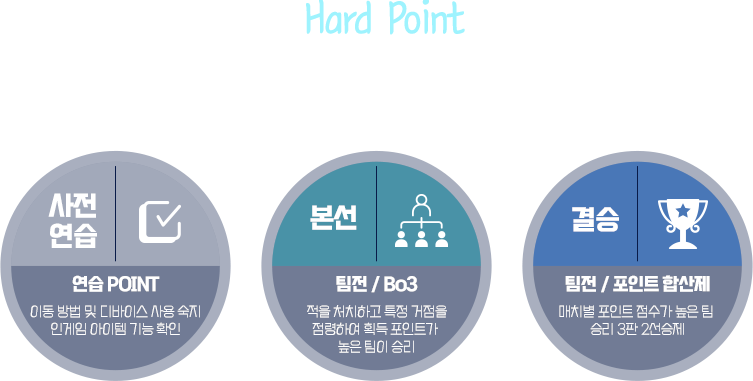 Hard Point
사전
연습
연습 POINT
이동 방법 및 디바이스 사용 숙지
인게임 아이템 기능 확인
본선
팀전 / Bo3
적을 처치하고 특정 거점을
점령하여 획득 포인트가
높은 팀이 승리
결승
팀전 / 포인트 합산제
매치별 포인트 점수가 높은 팀
승리 3판 2선승제